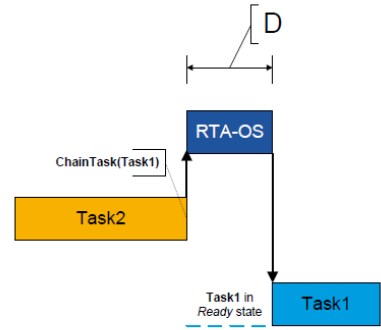 D
RTA-OS
ChainTask(Task1)
Task2
Task1 in
Ready state
Task1